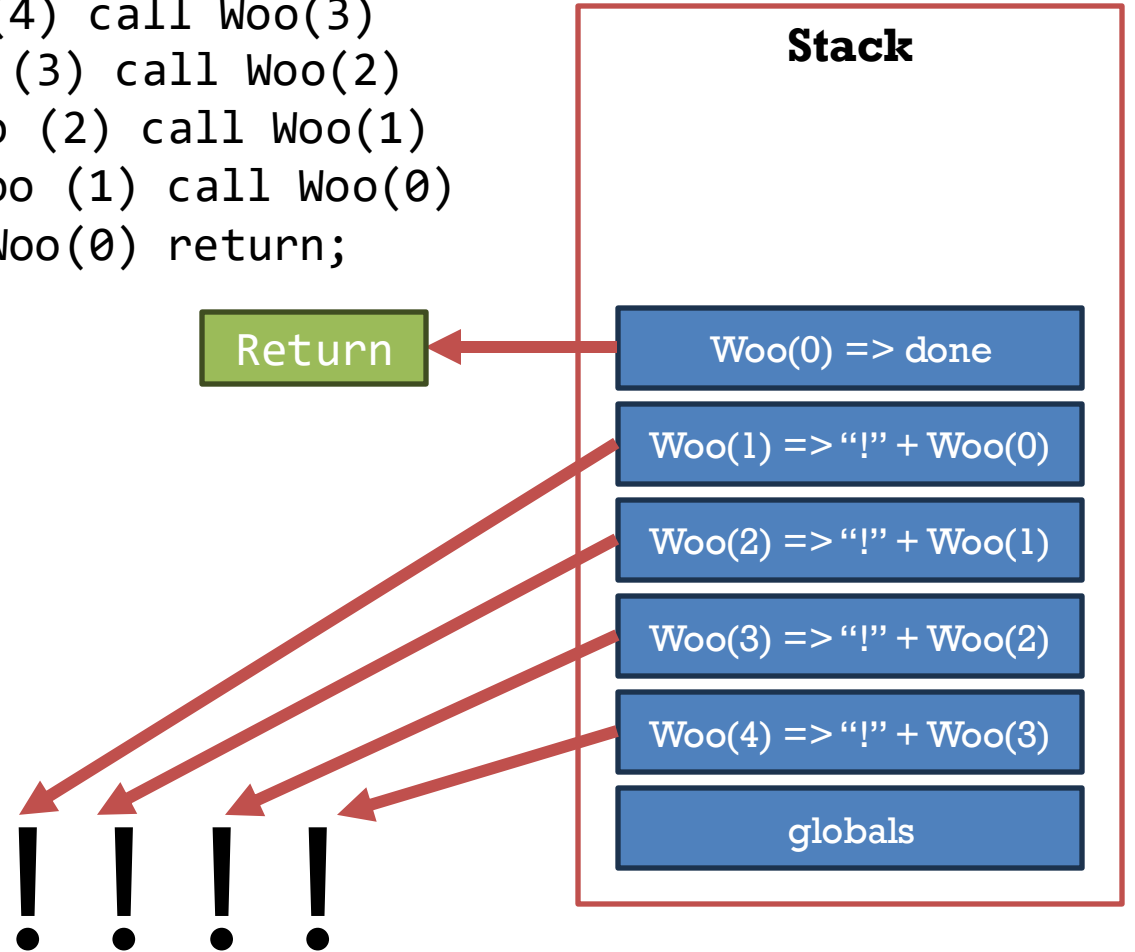 (4) call Woo(3)
(3) call Woo(2)
(2) call Woo(1)
(1) call Woo(0)
Woo(0) return;
Stack
Return
Woo(0) => done
Woo(1) => “!” + Woo(0)
Woo(2) => “!” + Woo(1)
Woo(3) => “!” + Woo(2)
Woo(4) => “!” + Woo(3)
globals
! ! ! !